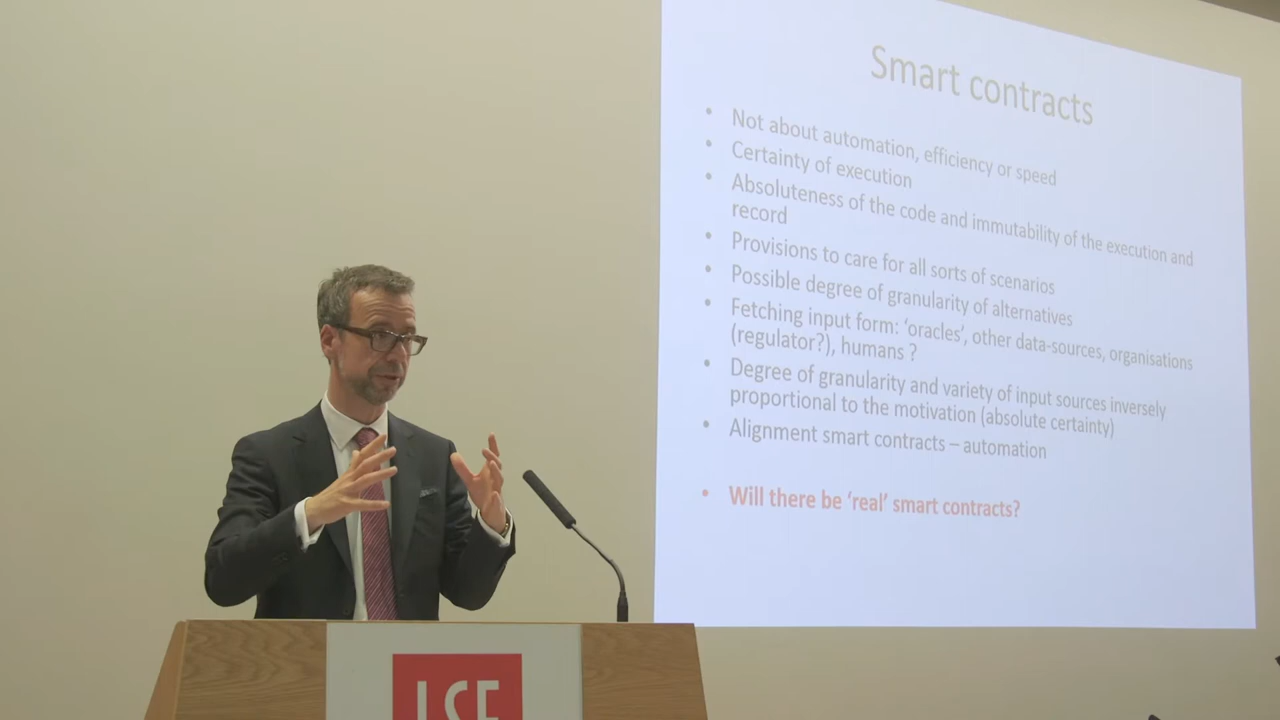 Smart contracts
• Not about automation, efficiency or speed
• Certainty of execution
• Absoluteness of the code and immutability of the execution and
record
• Provisions to care for all sorts of scenarios
• Possible degree of granularity of alternatives
• Fetching input form: ‘oracles’, other data-sources, organisations
(regulator?), humans ?
• Degree of granularity and variety of input sources inversely
proportional to the motivation (absolute certainty)
• Alignment smart contracts – automation
• Will there be ‘real’ smart contracts?
LSE